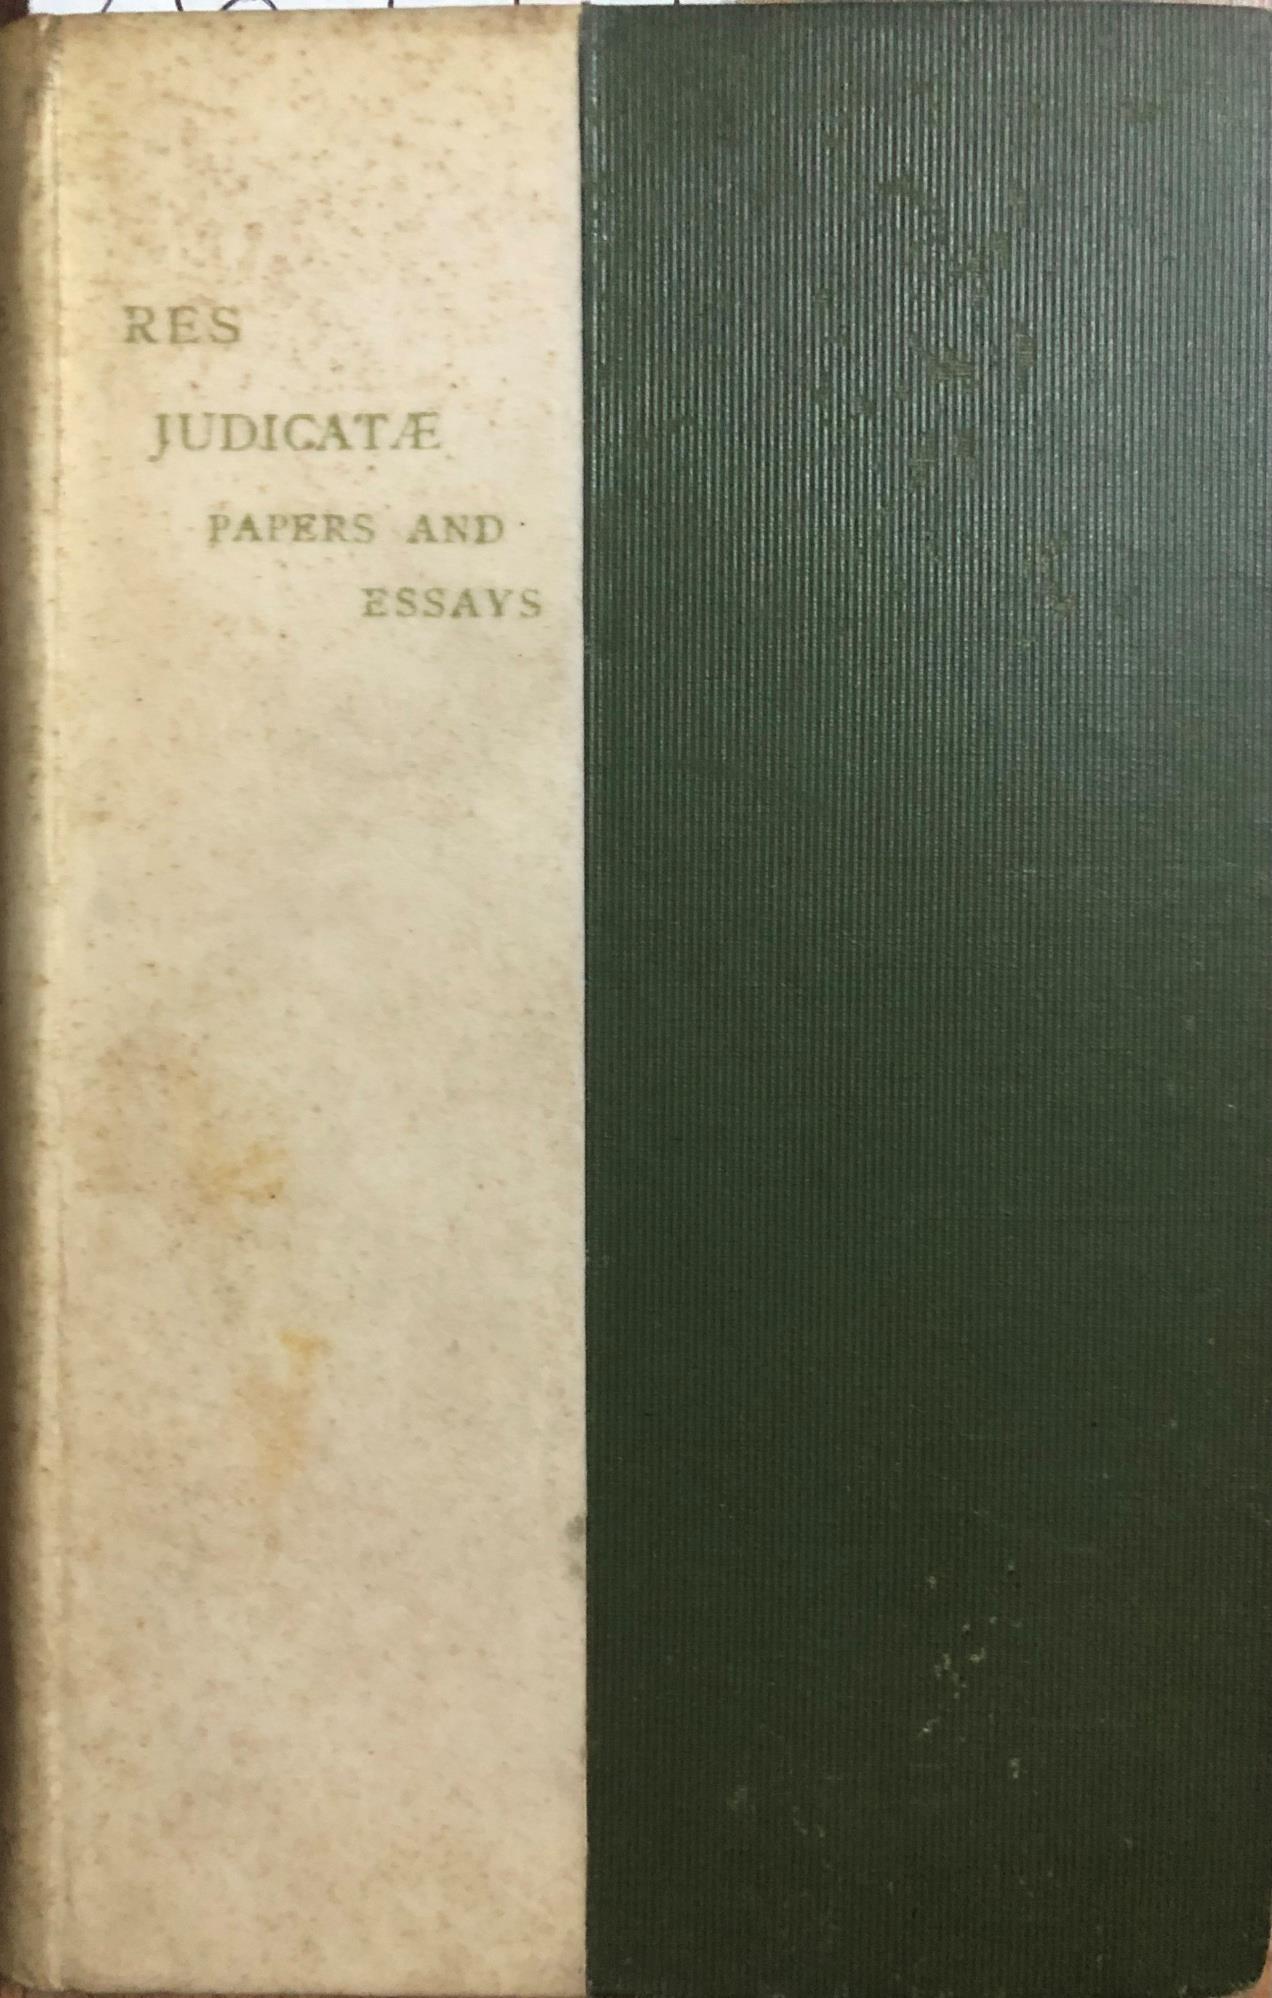 RES
JUDICATÆ
PAPERS AND
ESSAYS